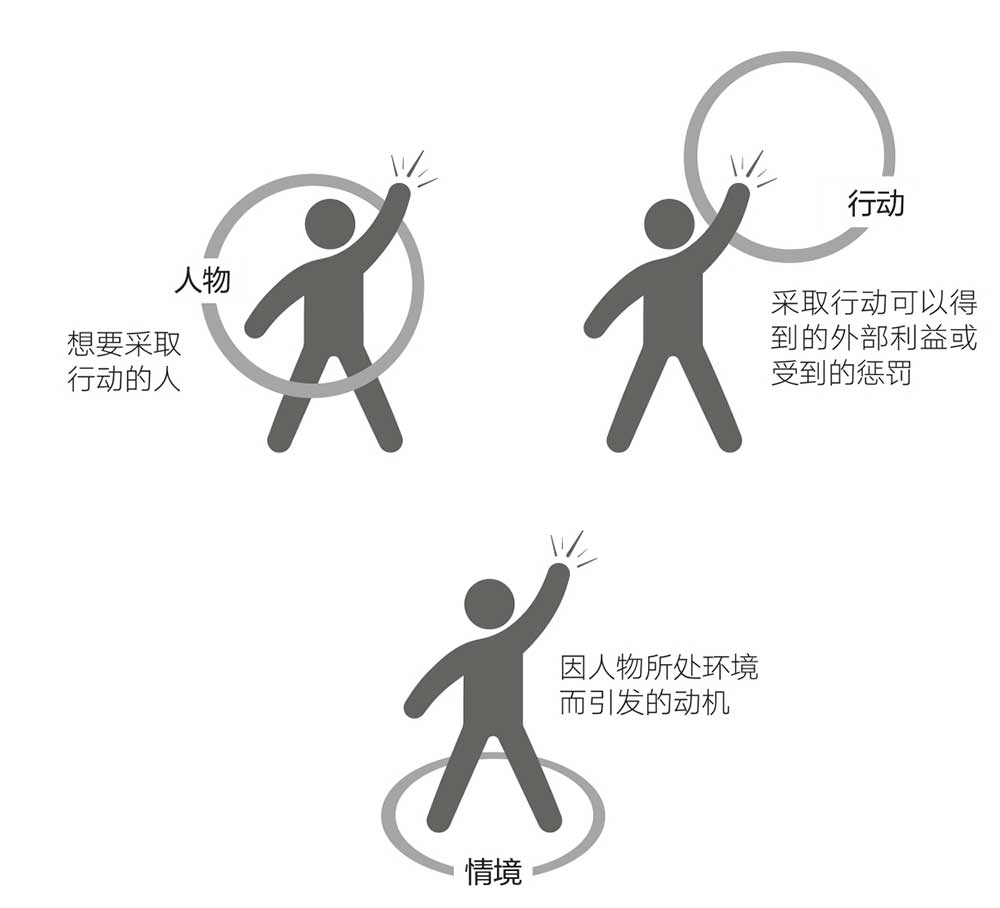 人物
想要采取
行动的人
行动
采取行动可以得
到的外部利益或
受到的惩罚
因人物所处环境
而引发的动机
情境